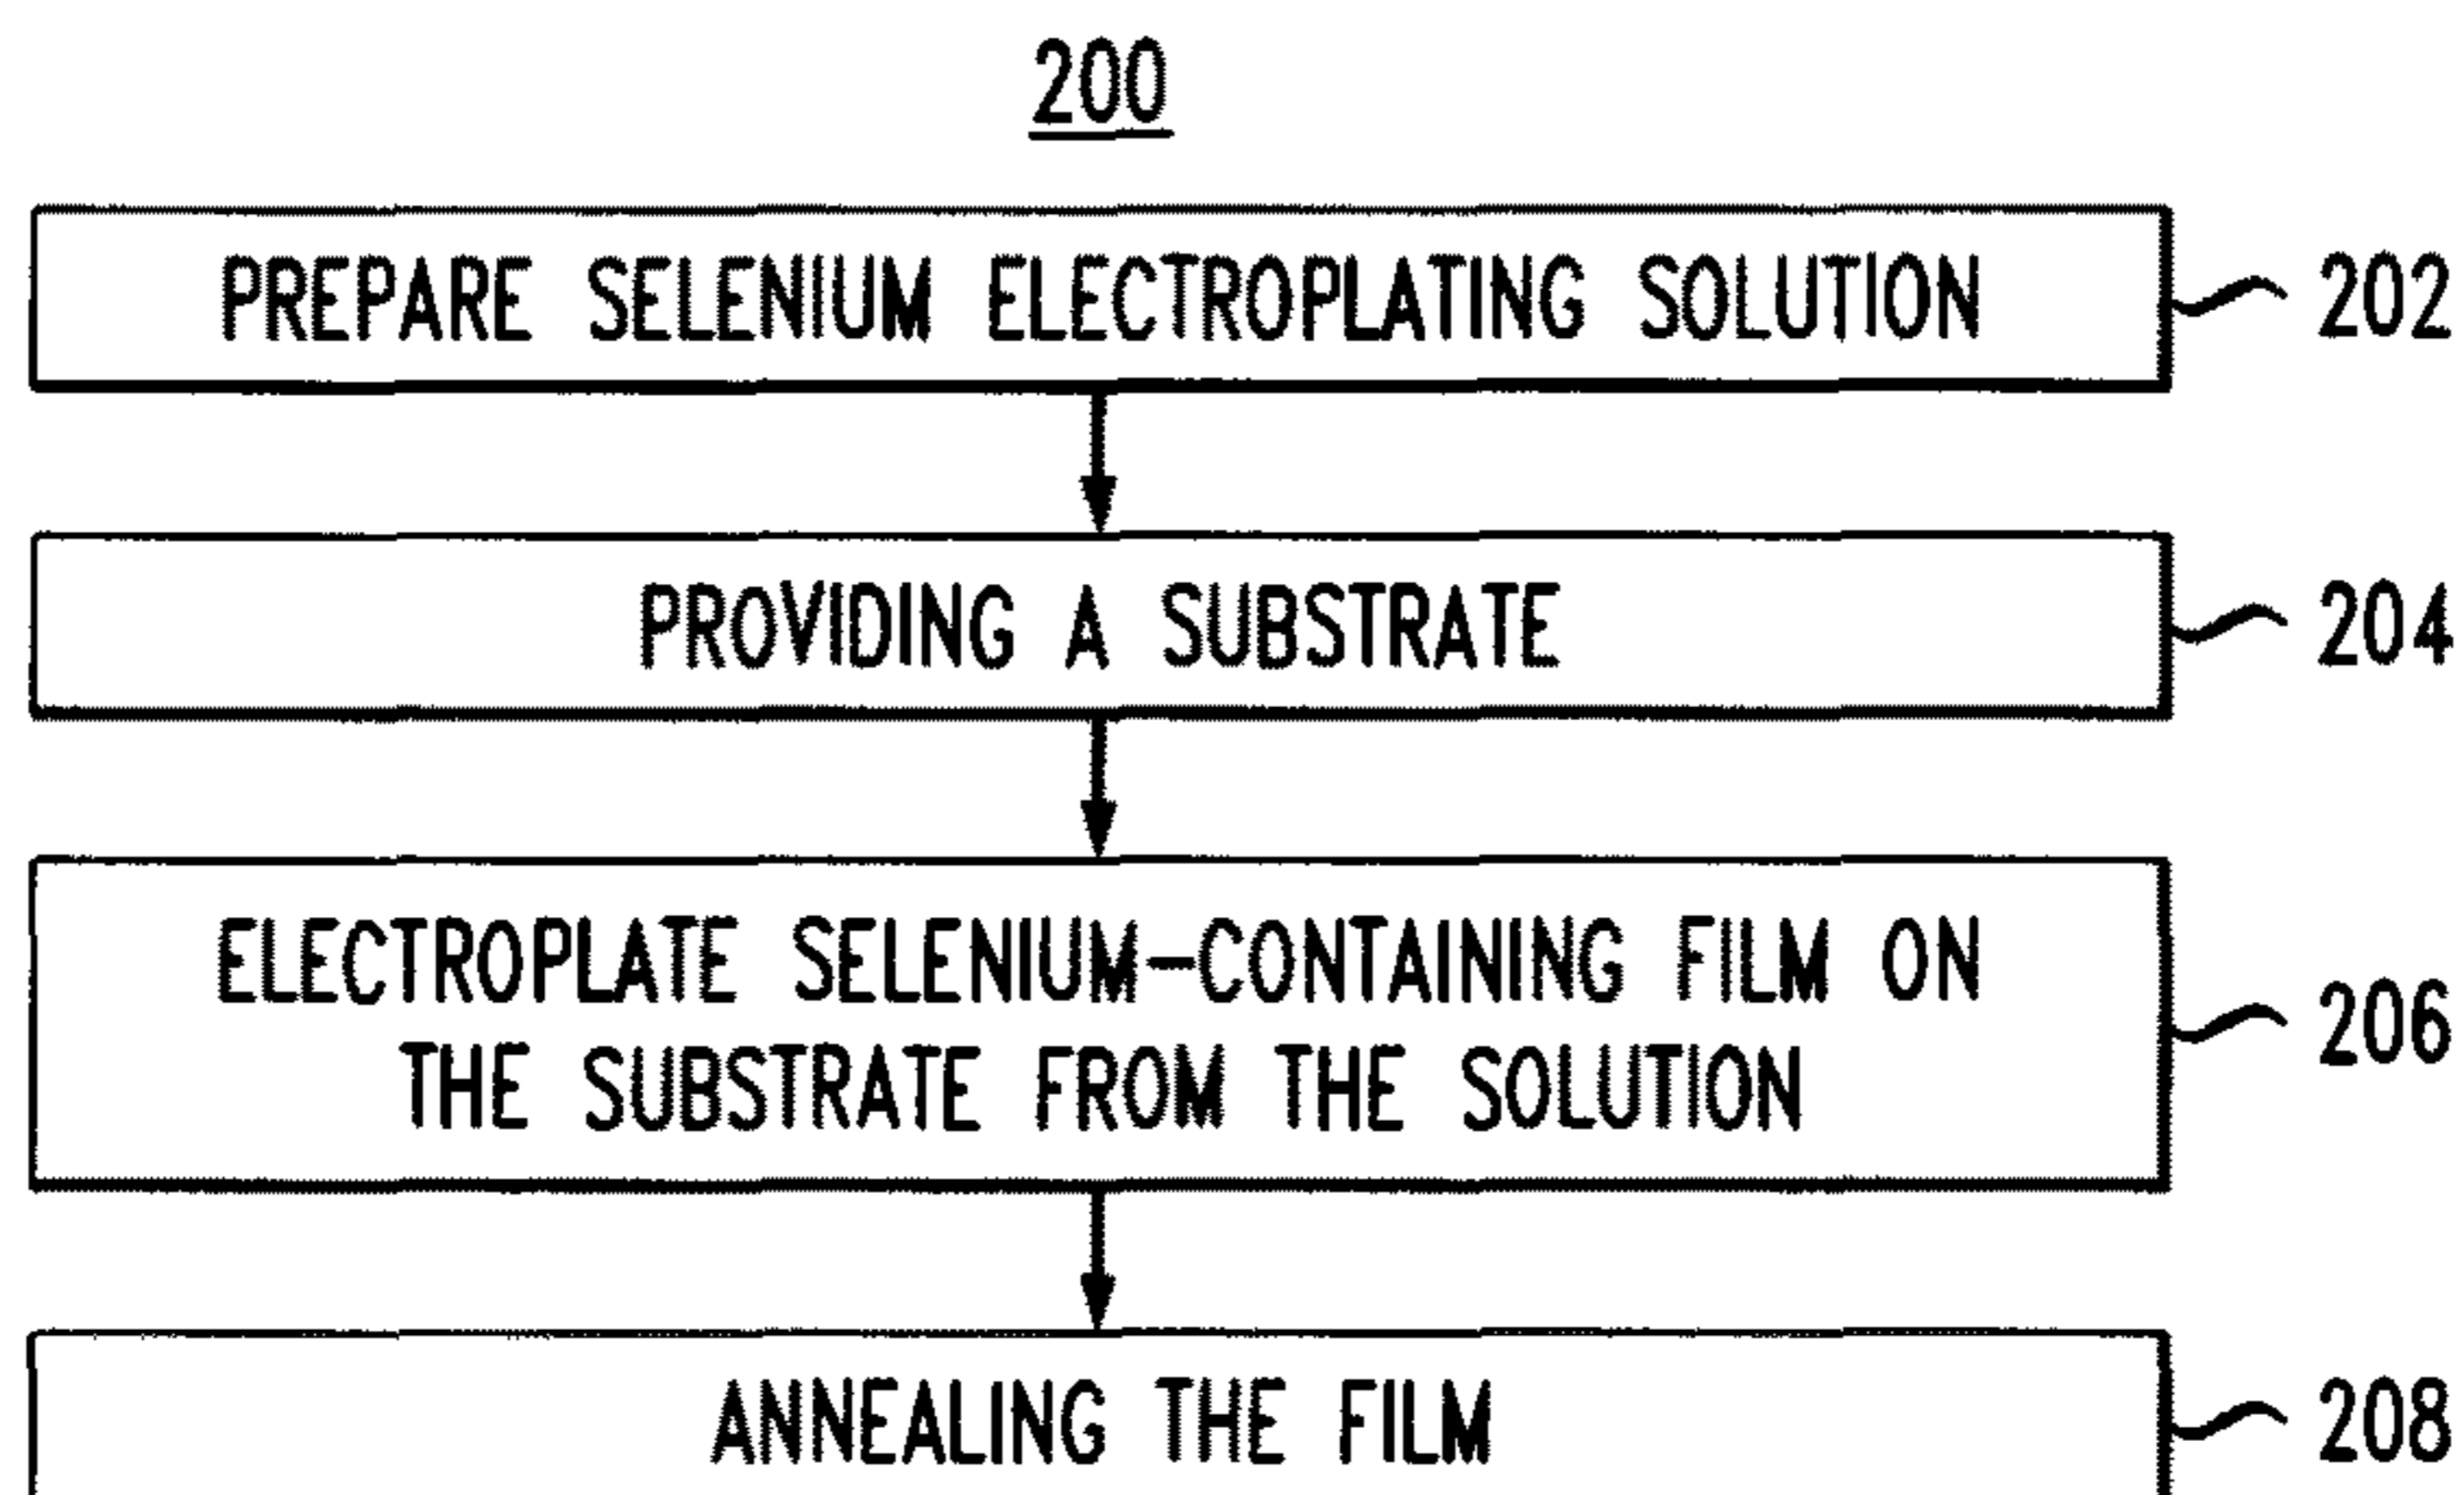 200
PREPARE SELENIUM ELECTROPLATING SOLUTION
202
PROVIDING A SUBSTRATE
204
ELECTROPLATE SELENIUM-CONTAINING FILM ON
THE SUBSTRATE FROM THE SOLUTION
206
ANNEALING THE FILM
208